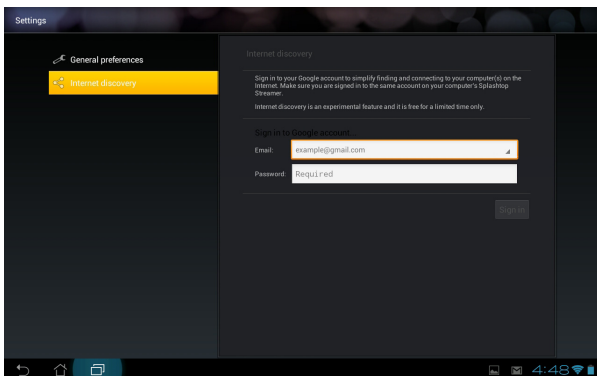 Settings
General preferences
Internet discovery
Internet discovery
Sign in to your Google account to simplify finding and connecting to your computer(s) on the
Internet. Make sure you are signed in to the same account on your computer's Splashtop
Streamer.
Internet discovery is an experimental feature and it is free for a limited time only.
Sign in to Google account...
Email: example@gmail.com
Password: Required
Sign in
4:48